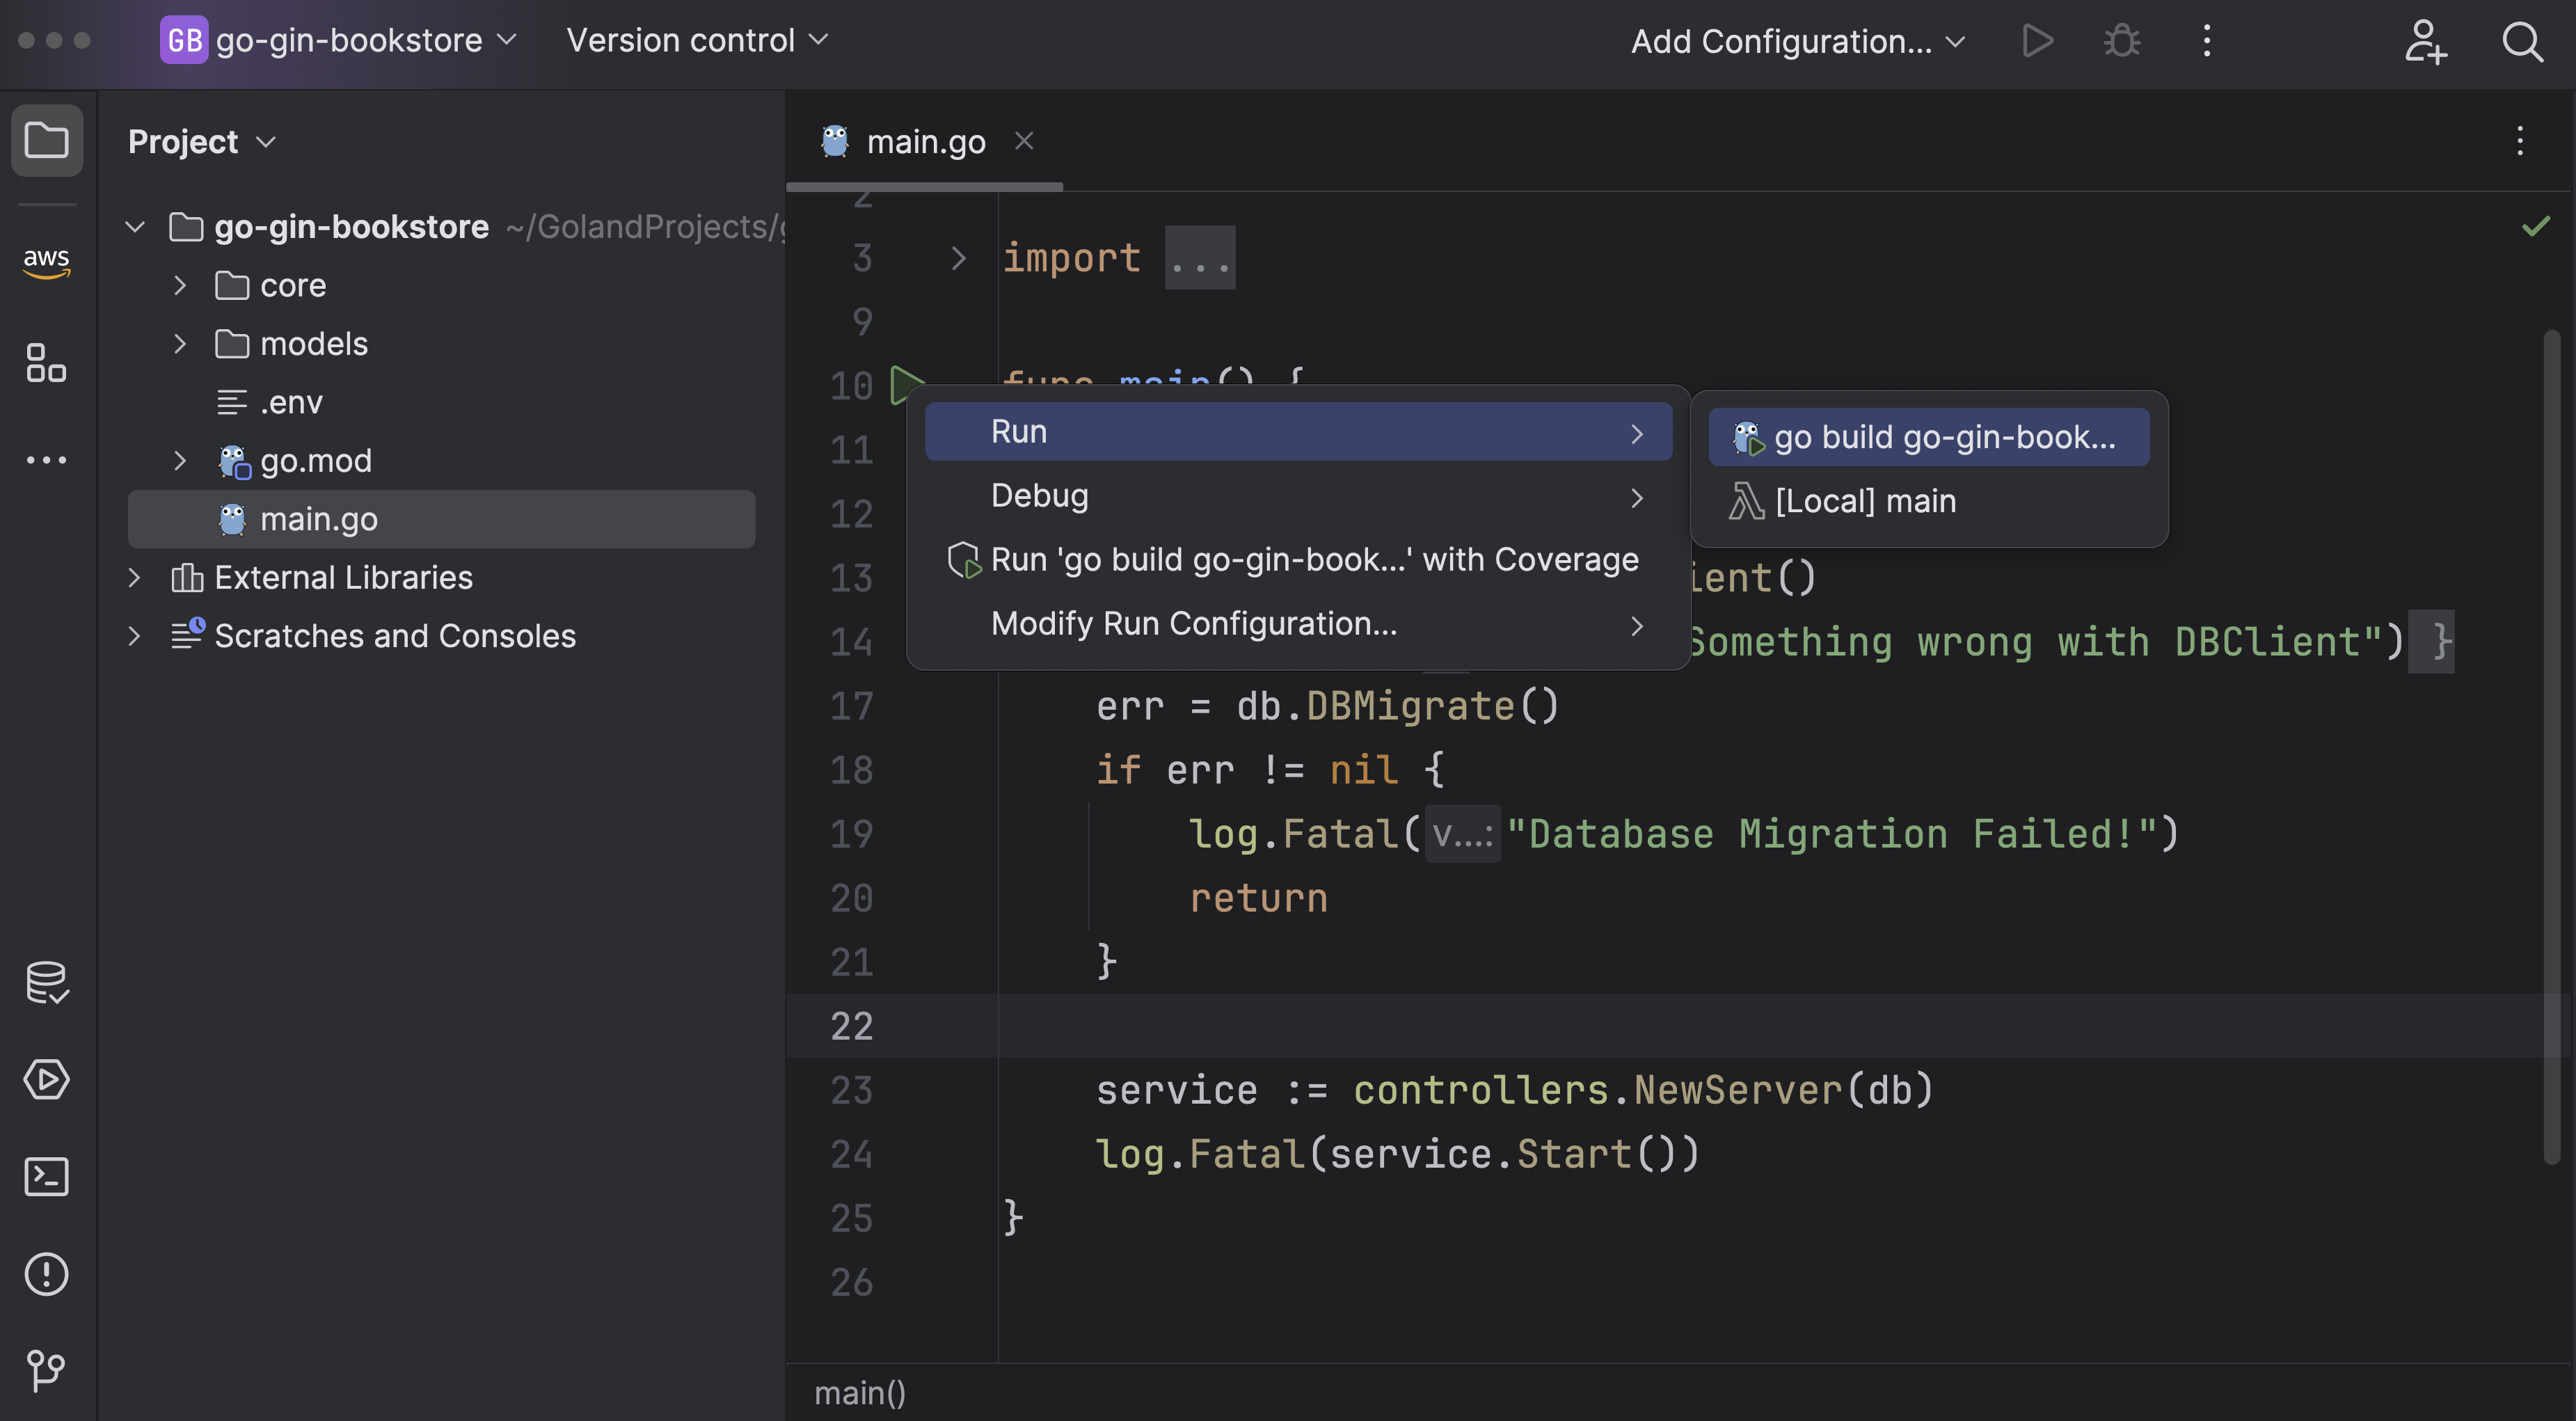 GB go-gin-bookstore Version control Add Configuration...
Project
main.go
go-gin-bookstore ~/GolandProjects/
aws
core
models
.env
go.mod
main.go
External Libraries
Scratches and Consoles
2
3 import ...
9
10 func main() {
11
12
13 ient()
14 Something wrong with DBClient") }
17 err = db.DBMigrate()
18 if err != nil {
19 log.Fatal( v...: "Database Migration Failed!")
20 return
21 }
22
23 service := controllers.NewServer(db)
24 log.Fatal(service.Start())
25 }
26
Run
Debug
Run 'go build go-gin-book...' with Coverage
Modify Run Configuration...
go build go-gin-book...
[Local] main
main()